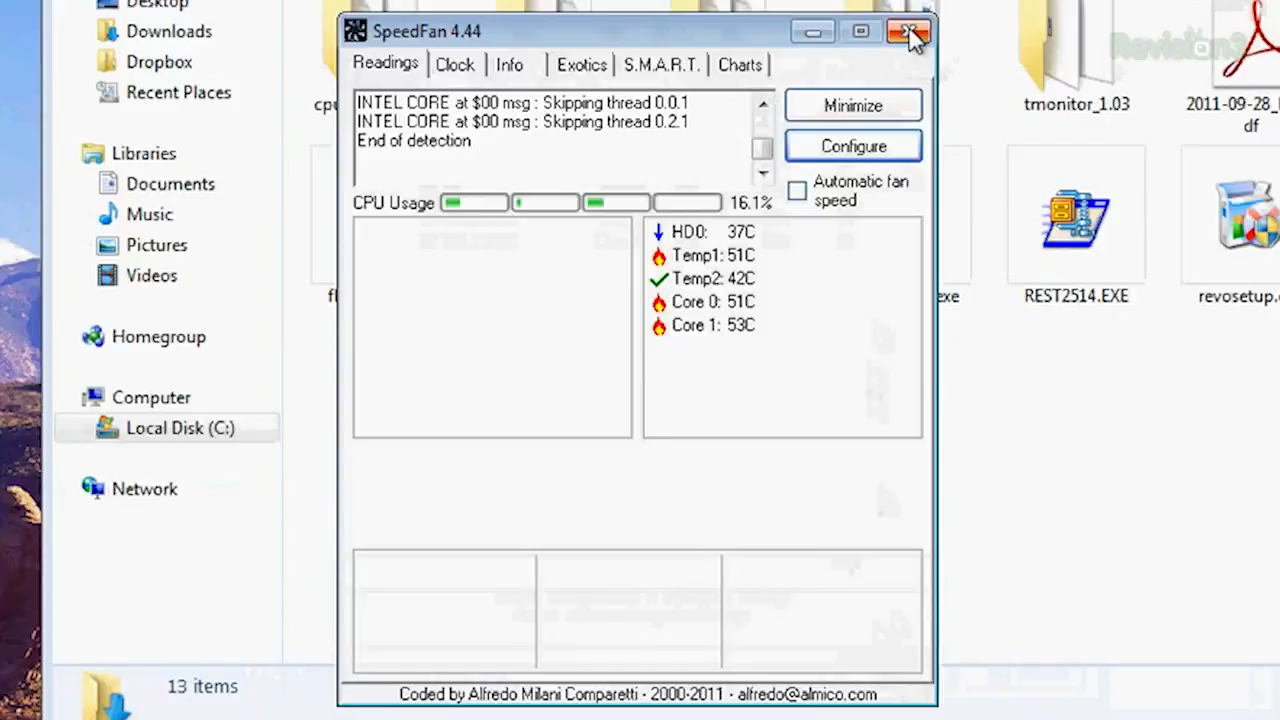 Desktop
Downloads
Dropbox
Recent Places
Libraries
Documents
Music
Pictures
Videos
Homegroup
Computer
Local Disk (C:)
Network
13 items
SpeedFan 4.44
Readings Clock Info Exotics S.M.A.R.T. Charts
INTEL CORE at $00 msg : Skipping thread 0.0.1
INTEL CORE at $00 msg : Skipping thread 0.2.1
End of detection
Minimize
Configure
Automatic fan
speed
CPU Usage 16.1%
HD0: 37C
Temp1: 51C
Temp2: 42C
Core 0: 51C
Core 1: 53C
Coded by Alfredo Milani Comparetti - 2000-2011 - alfredo@almico.com
Revision3
tmonitor_1.03
2011-09-28_
df
REST2514.EXE
revosetup.
cpu
exe